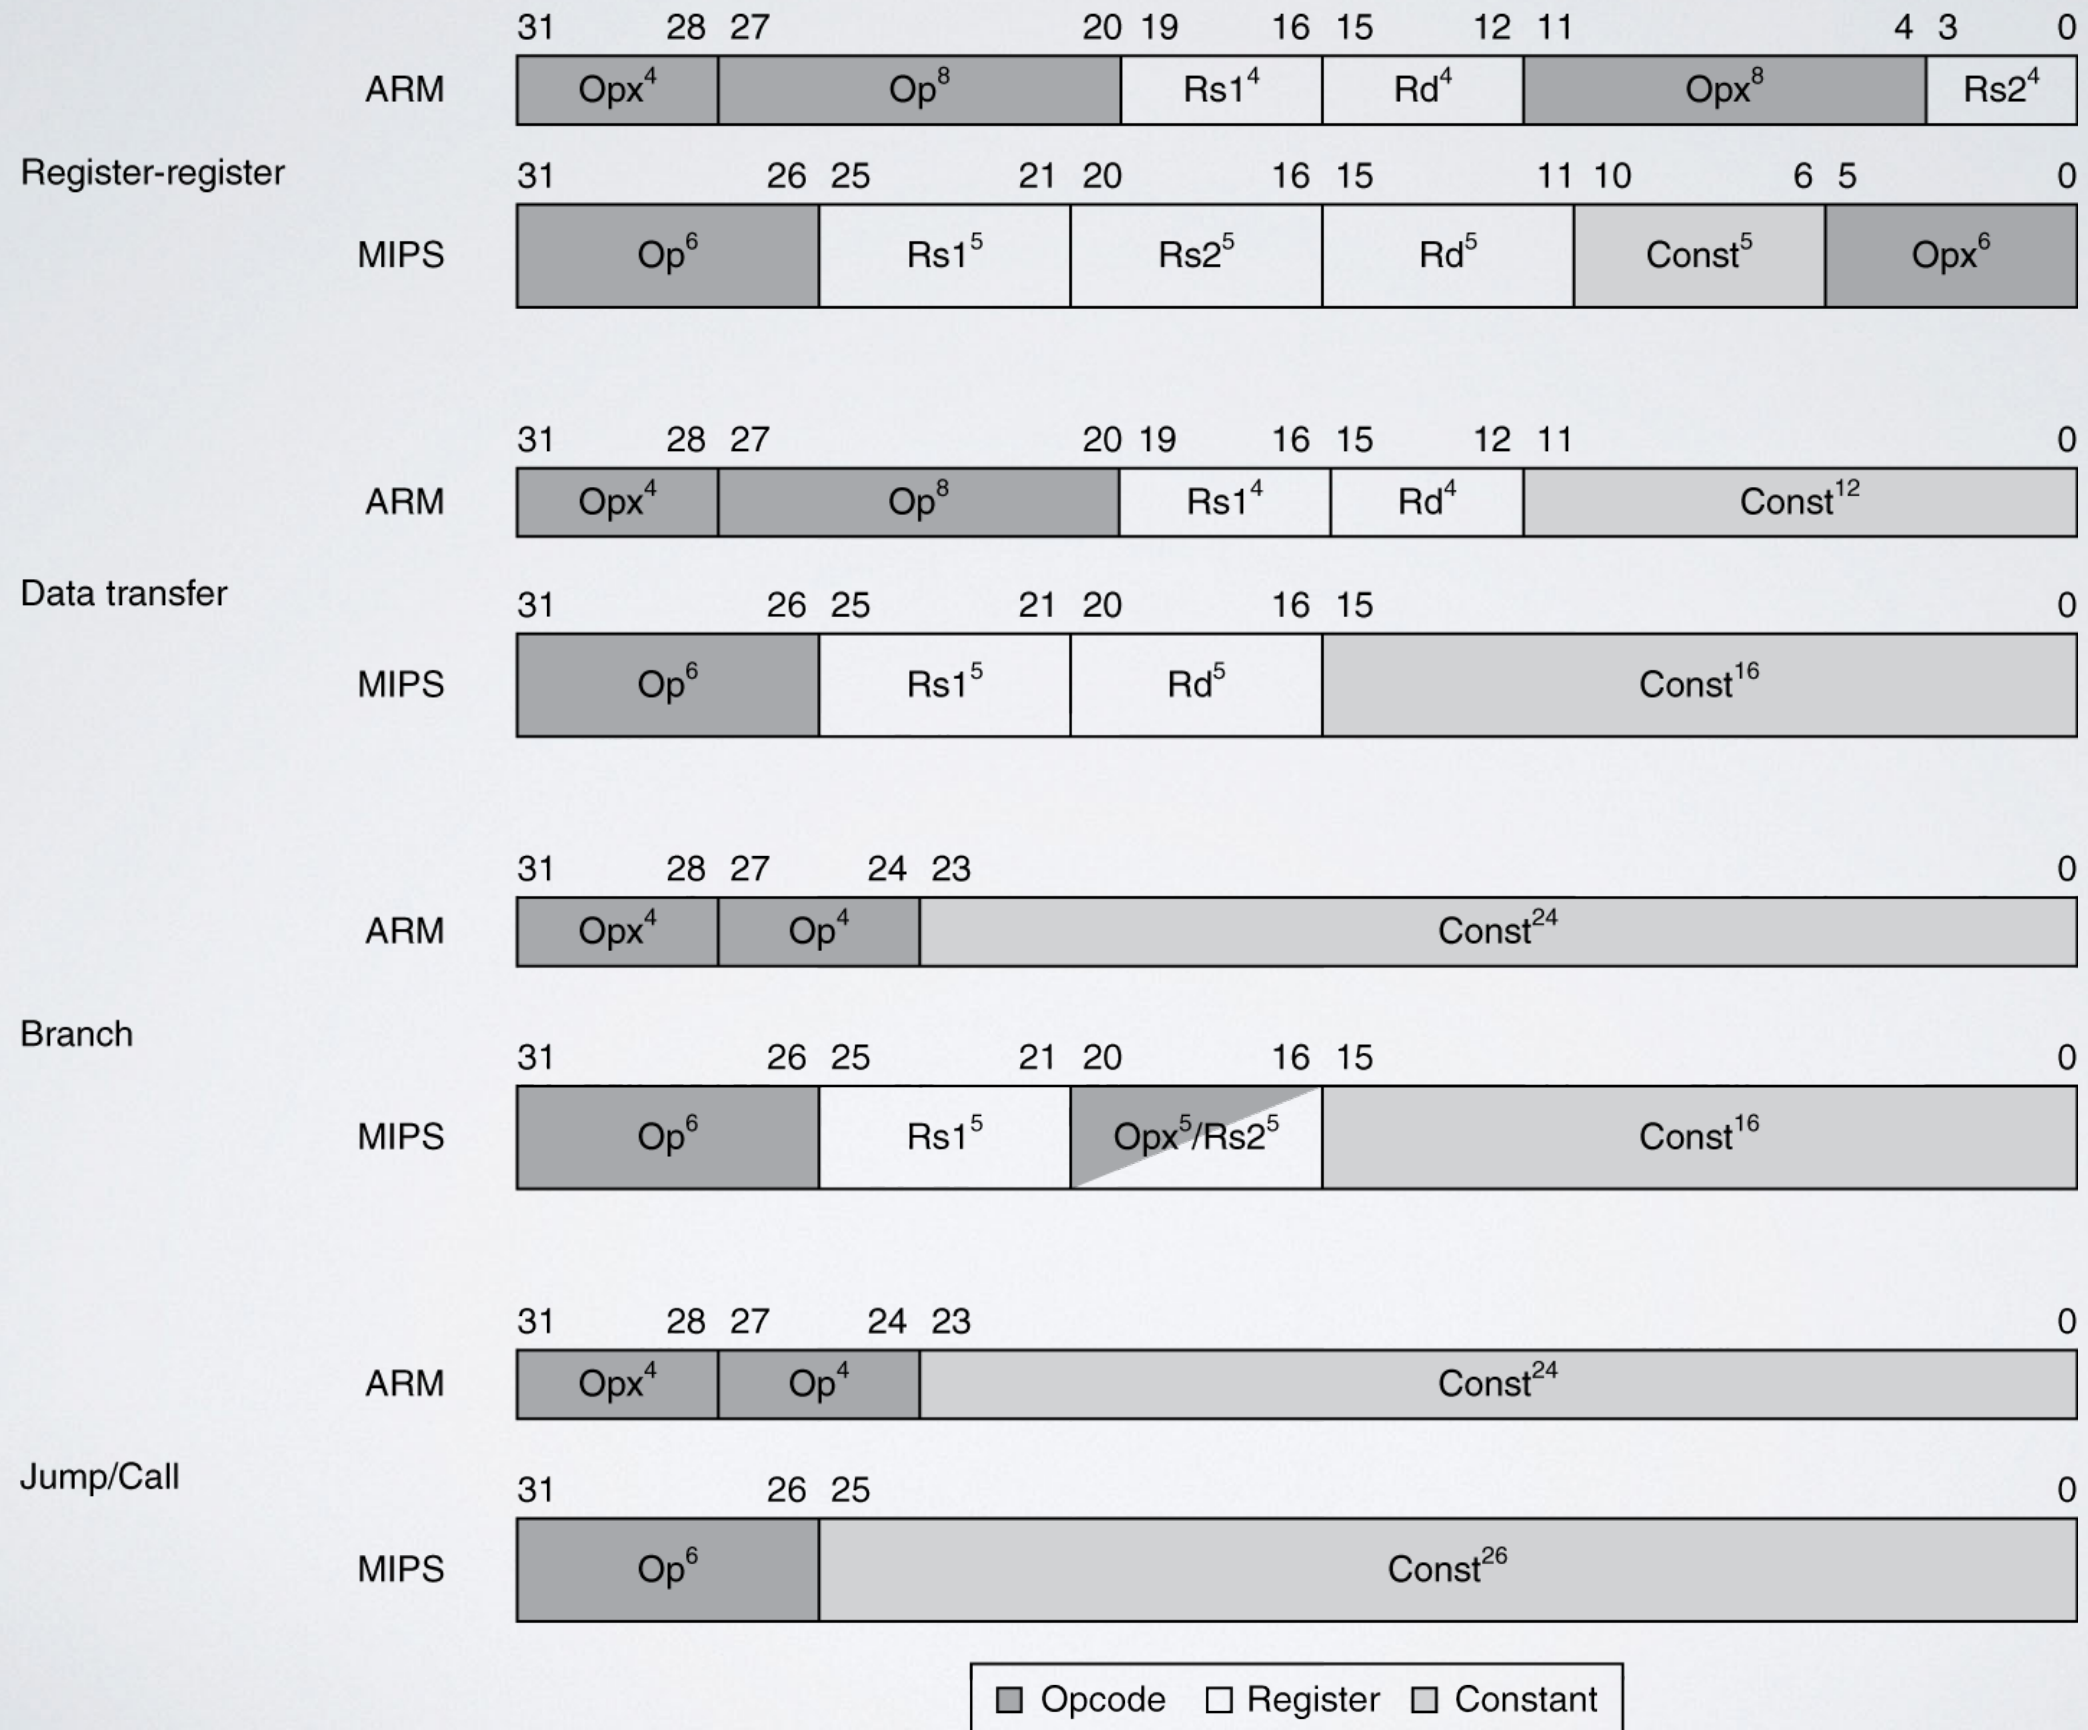 31 28 27 20 19 16 15 12 11 4 3 0
ARM Opx4 Op8 Rs14 Rd4 Opx8 Rs24
Register-register
31 26 25 21 20 16 15 11 10 6 5 0
MIPS Op6 Rs15 Rs25 Rd5 Const5 Opx6
31 28 27 20 19 16 15 12 11 0
ARM Opx4 Op8 Rs14 Rd4 Const12
Data transfer
31 26 25 21 20 16 15 0
MIPS Op6 Rs15 Rd5 Const16
31 28 27 24 23 0
ARM Opx4 Op4 Const24
Branch
31 26 25 21 20 16 15 0
MIPS Op6 Rs15 Opx5/Rs25 Const16
31 28 27 24 23 0
ARM Opx4 Op4 Const24
Jump/Call
31 26 25 0
MIPS Op6 Const26
Opcode Register Constant